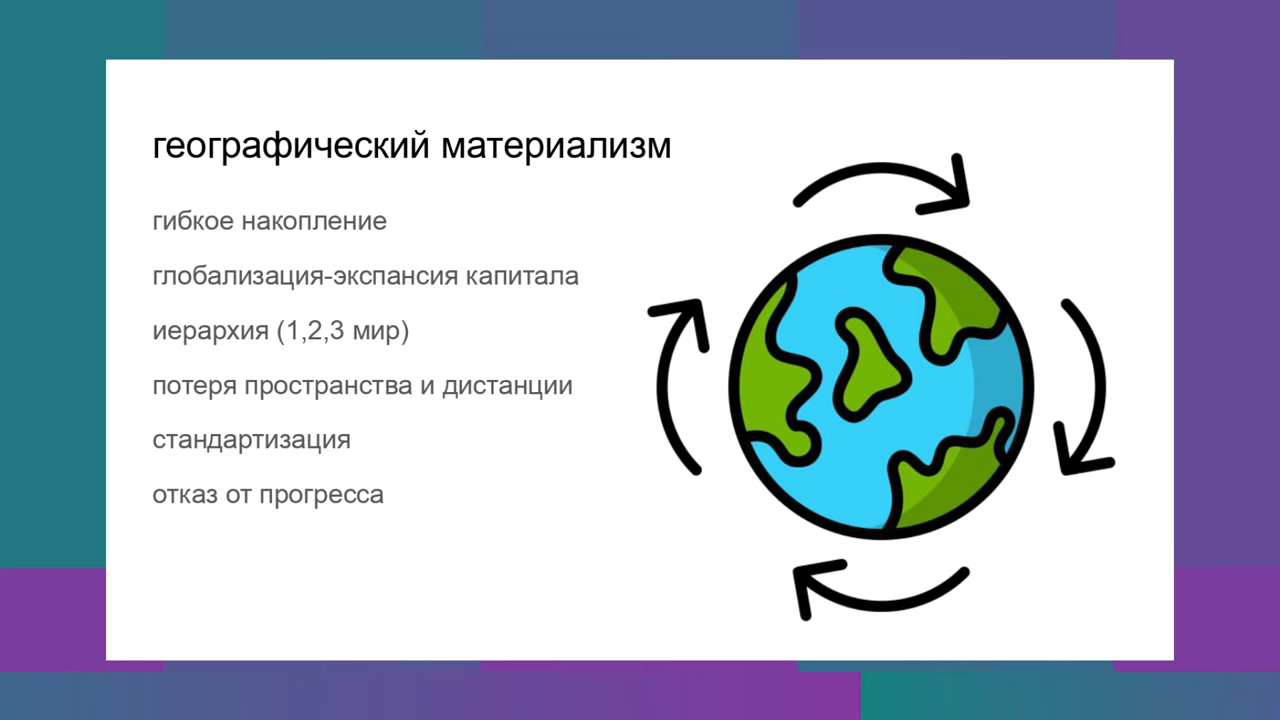 географический материализм
гибкое накопление
глобализация-экспансия капитала
иерархия (1,2,3 мир)
потеря пространства и дистанции
стандартизация
отказ от прогресса